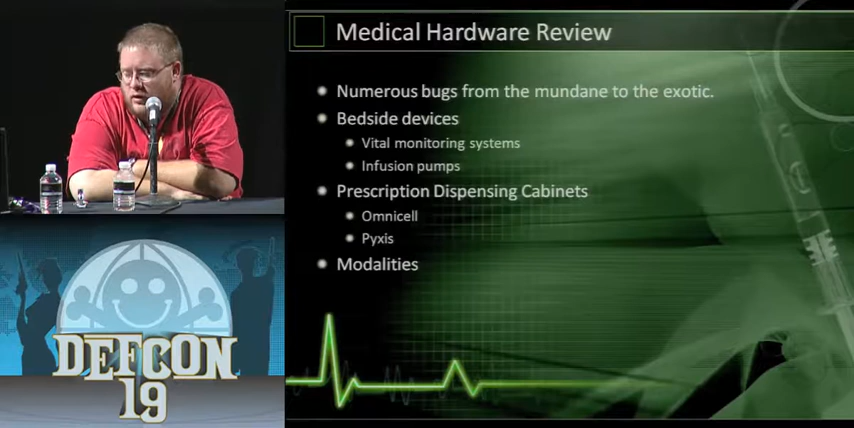 Medical Hardware Review
Numerous bugs from the mundane to the exotic.
Bedside devices
Vital monitoring systems
Infusion pumps
Prescription Dispensing Cabinets
Omnicell
Pyxis
Modalities
DEFCON
19